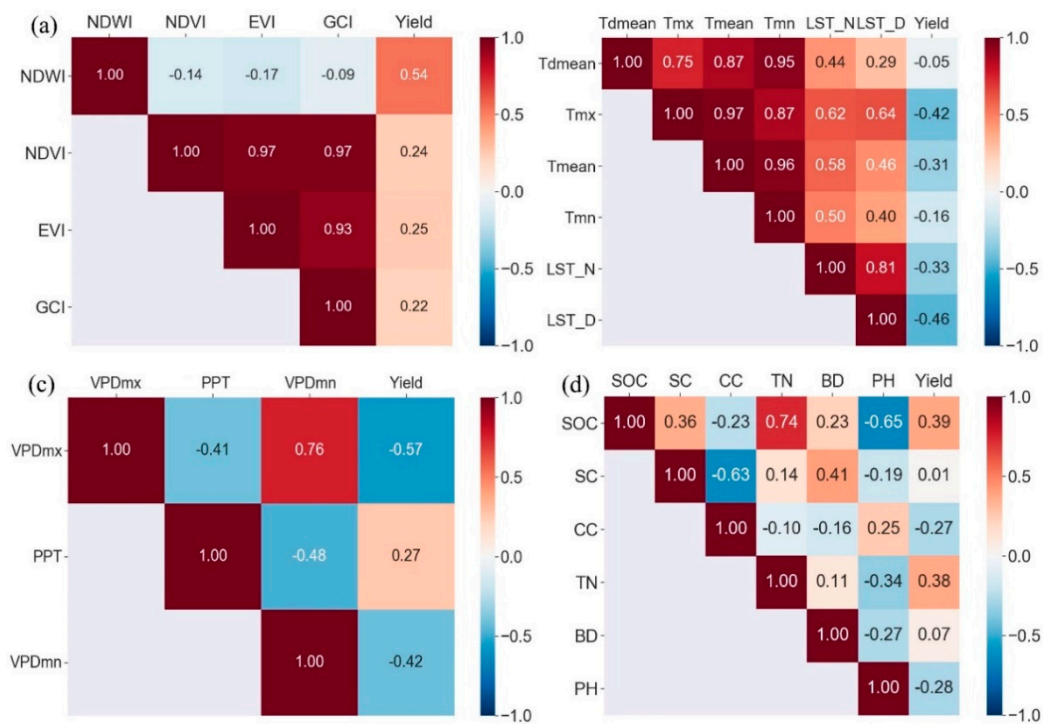 (a)
NDWI NDVI EVI GCI Yield
NDWI 1.00 -0.14 -0.17 -0.09 0.54
NDVI 1.00 0.97 0.97 0.24
EVI 1.00 0.93 0.25
GCI 1.00 0.22
1.0
0.5
0.0
-0.5
-1.0
Tdmean Tmx Tmean Tmn LST_N LST_D Yield
Tdmean 1.00 0.75 0.87 0.95 0.44 0.29 -0.05
Tmx 1.00 0.97 0.87 0.62 0.64 -0.42
Tmean 1.00 0.96 0.58 0.46 -0.31
Tmn 1.00 0.50 0.40 -0.16
LST_N 1.00 0.81 -0.33
LST_D 1.00 -0.46
1.0
0.5
0.0
-0.5
-1.0
(c)
VPDmx PPT VPDmn Yield
VPDmx 1.00 -0.41 0.76 -0.57
PPT 1.00 -0.48 0.27
VPDmn 1.00 -0.42
1.0
0.5
0.0
-0.5
-1.0
(d)
SOC SC CC TN BD PH Yield
SOC 1.00 0.36 -0.23 0.74 0.23 -0.65 0.39
SC 1.00 -0.63 0.14 0.41 -0.19 0.01
CC 1.00 -0.10 -0.16 0.25 -0.27
TN 1.00 0.11 -0.34 0.38
BD 1.00 -0.27 0.07
PH 1.00 -0.28
1.0
0.5
0.0
-0.5
-1.0